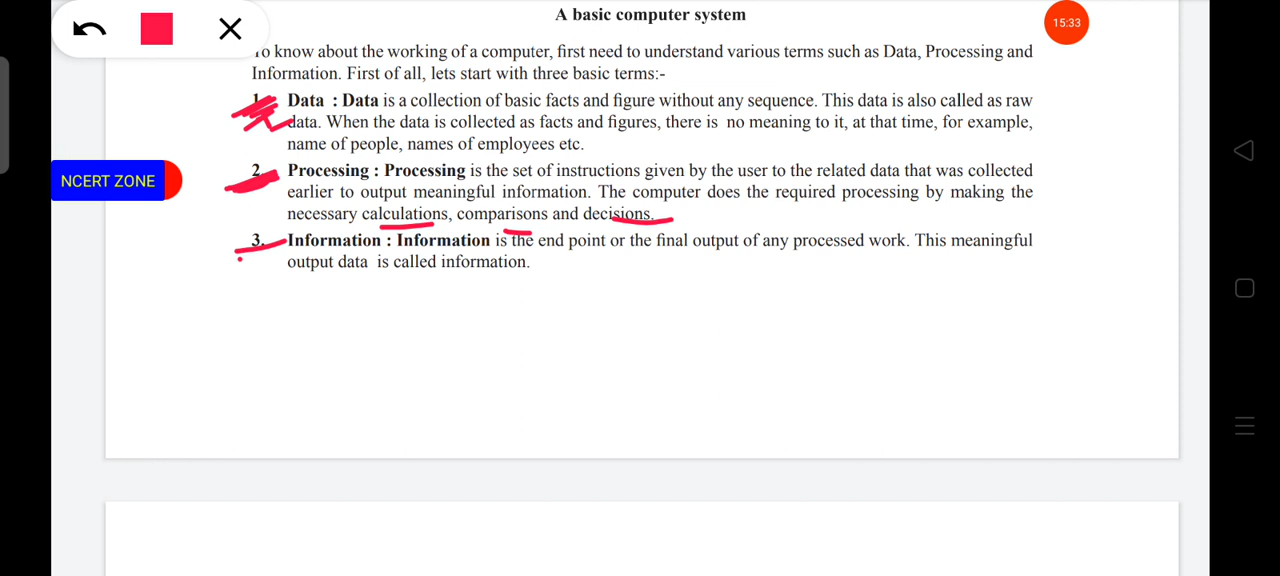 A basic computer system
15:33
To know about the working of a computer, first need to understand various terms such as Data, Processing and
Information. First of all, lets start with three basic terms:-
1. Data : Data is a collection of basic facts and figure without any sequence. This data is also called as raw
data. When the data is collected as facts and figures, there is no meaning to it, at that time, for example,
name of people, names of employees etc.
NCERT ZONE
2. Processing : Processing is the set of instructions given by the user to the related data that was collected
earlier to output meaningful information. The computer does the required processing by making the
necessary calculations, comparisons and decisions.
3. Information : Information is the end point or the final output of any processed work. This meaningful
output data is called information.